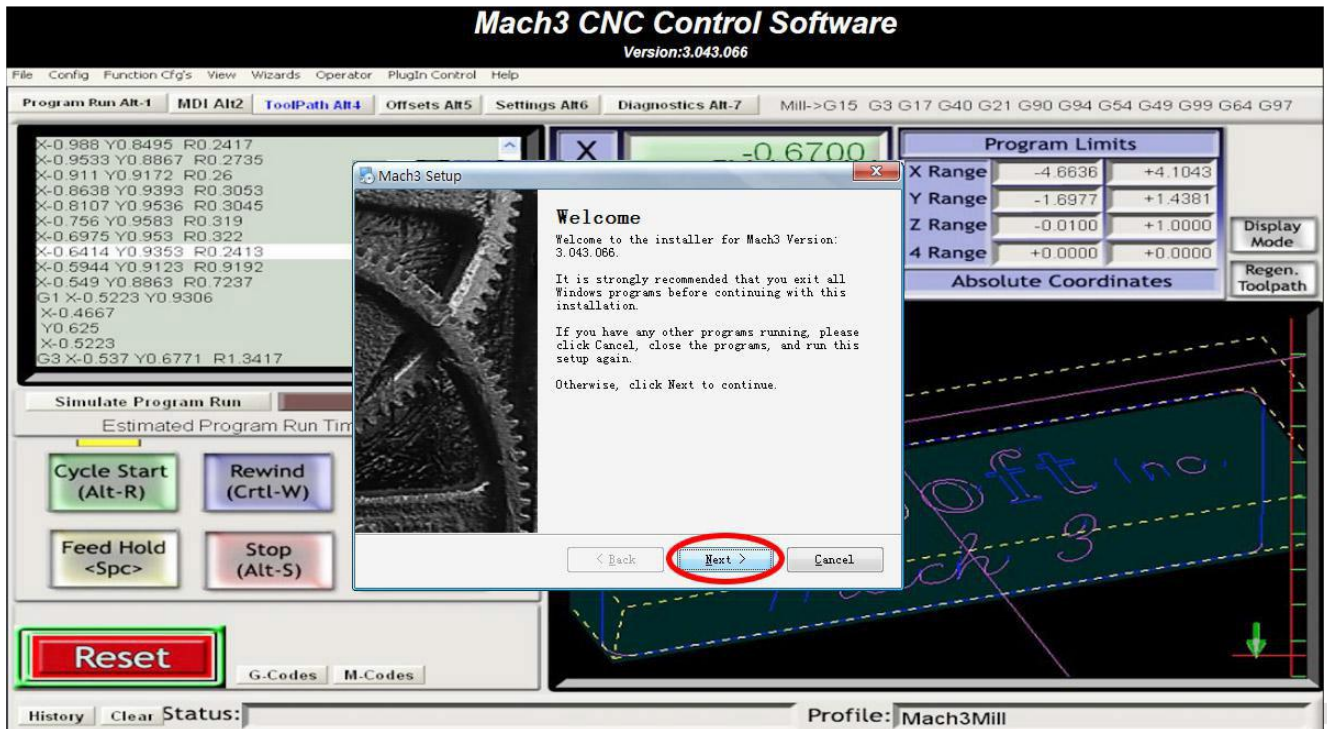 Mach3 CNC Control Software
Version:3.043.066
File Config Function Cfg's View Wizards Operator PlugIn Control Help
Program Run Alt-1 MDI Alt2 ToolPath Alt4 Offsets Alt5 Settings Alt6 Diagnostics Alt-7 Mill->G15 G3 G17 G40 G21 G90 G94 G54 G49 G99 G64 G97
X-0.988 Y0.8495 R0.2417
X-0.9533 Y0.8867 R0.2735
X-0.911 Y0.9172 R0.26
X-0.8638 Y0.9393 R0.3053
X-0.8107 Y0.9536 R0.3045
X-0.756 Y0.9583 R0.319
X-0.6975 Y0.953 R0.322
X-0.6414 Y0.9353 R0.2413
X-0.5944 Y0.9123 R0.9192
X-0.549 Y0.8863 R0.7237
G1 X-0.5223 Y0.9306
X-0.4667
Y0.625
X-0.5223
G3 X-0.537 Y0.6771 R1.3417
X -0.6700
Program Limits
X Range -4.6636 +4.1043
Y Range -1.6977 +1.4381
Z Range -0.0100 +1.0000
4 Range +0.0000 +0.0000
Absolute Coordinates
Display
Mode
Regen.
Toolpath
Mach3 Setup
Welcome
Welcome to the installer for Mach3 Version:
3.043.066.
It is strongly recommended that you exit all
Windows programs before continuing with this
installation.
If you have any other programs running, please
click Cancel, close the programs, and run this
setup again.
Otherwise, click Next to continue.
< Back Next > Cancel
Simulate Program Run
Estimated Program Run Tim
Cycle Start
(Alt-R)
Rewind
(Crtl-W)
Feed Hold
<Spc>
Stop
(Alt-S)
Reset
G-Codes M-Codes
oft Inc.
Mach 3
History Clear Status: Profile: Mach3Mill